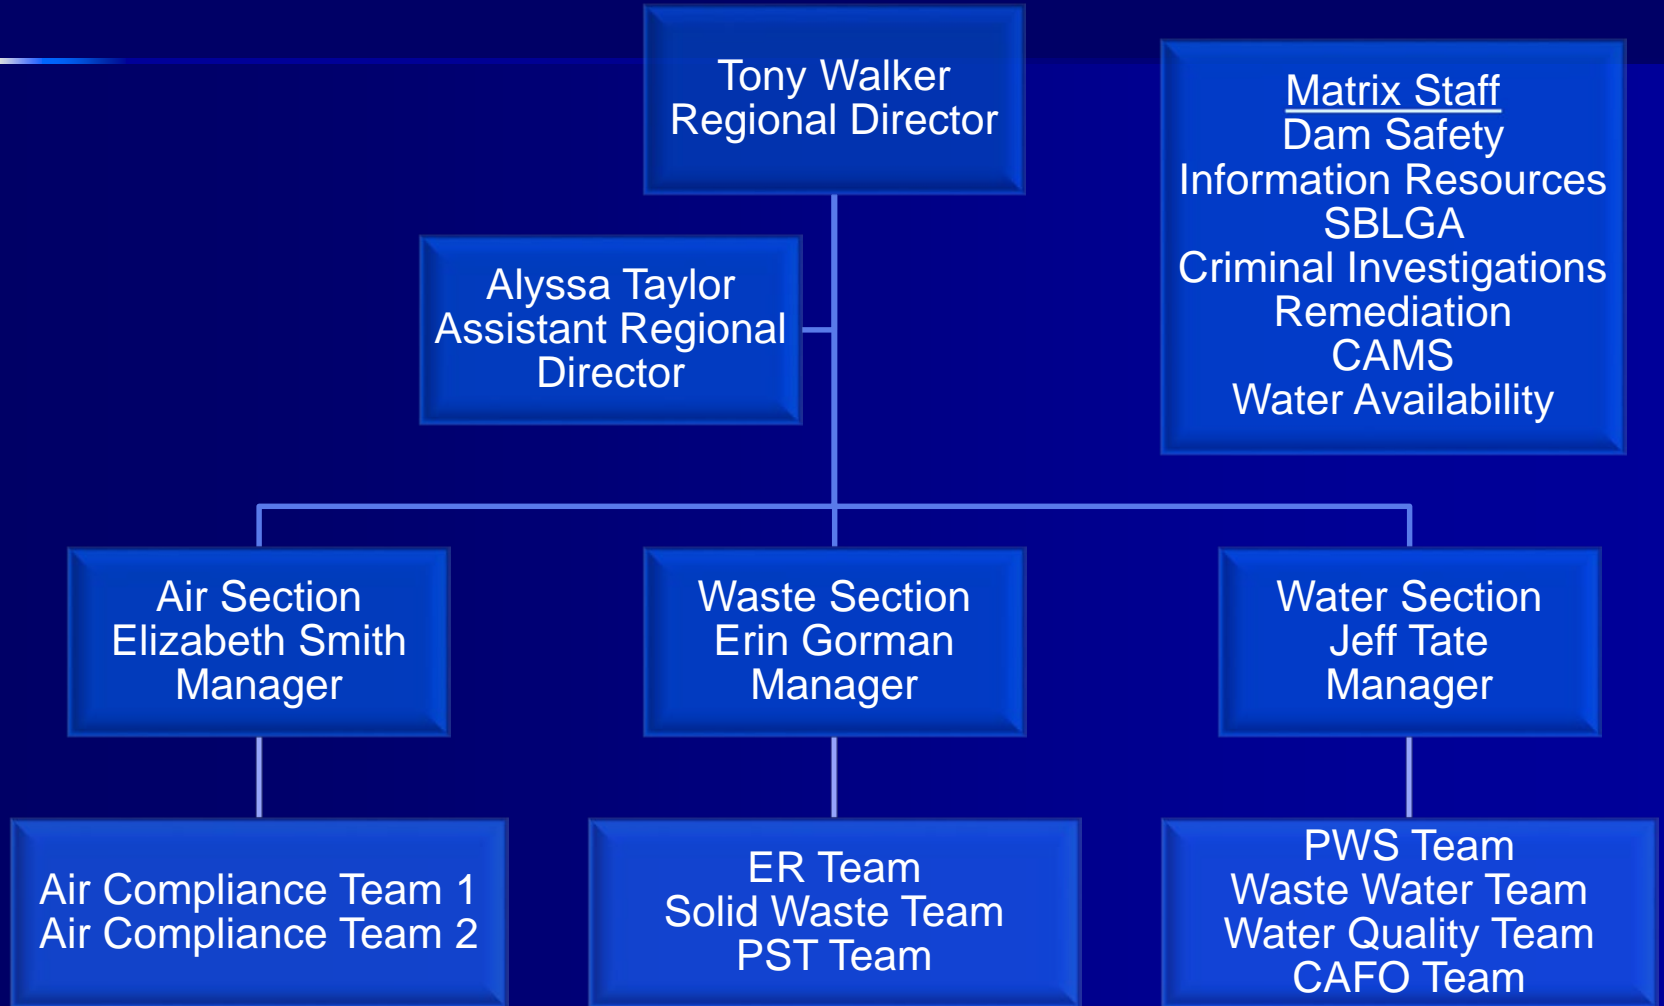 Tony Walker
Regional Director
Matrix Staff
Dam Safety
Information Resources
SBLGA
Criminal Investigations
Remediation
CAMS
Water Availability
Alyssa Taylor
Assistant Regional
Director
Air Section
Elizabeth Smith
Manager
Waste Section
Erin Gorman
Manager
Water Section
Jeff Tate
Manager
Air Compliance Team 1
Air Compliance Team 2
ER Team
Solid Waste Team
PST Team
PWS Team
Waste Water Team
Water Quality Team
CAFO Team